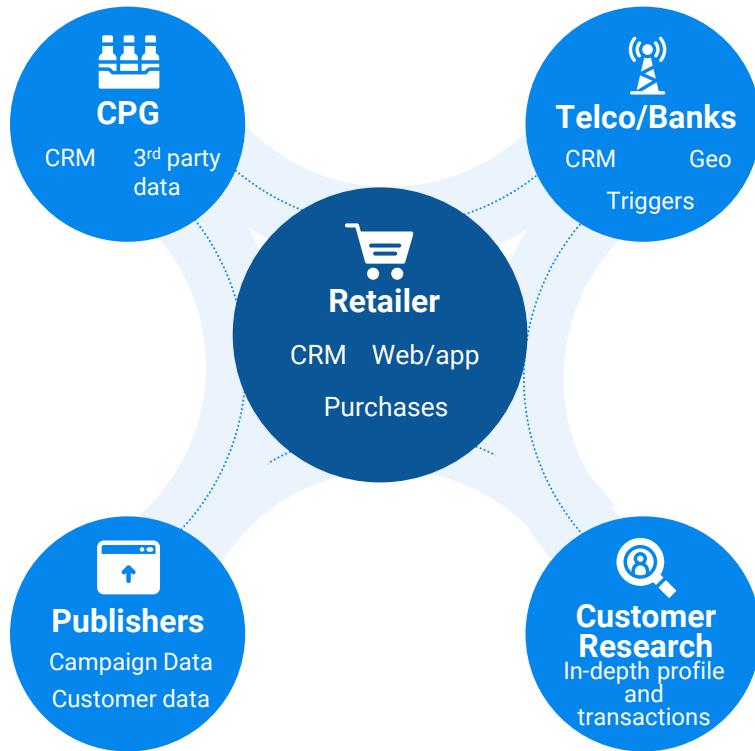 CPG
CRM 3rd party
data
Telco/Banks
CRM Geo
Triggers
Retailer
CRM Web/app
Purchases
Publishers
Campaign Data
Customer data
Customer
Research
In-depth profile
and
transactions